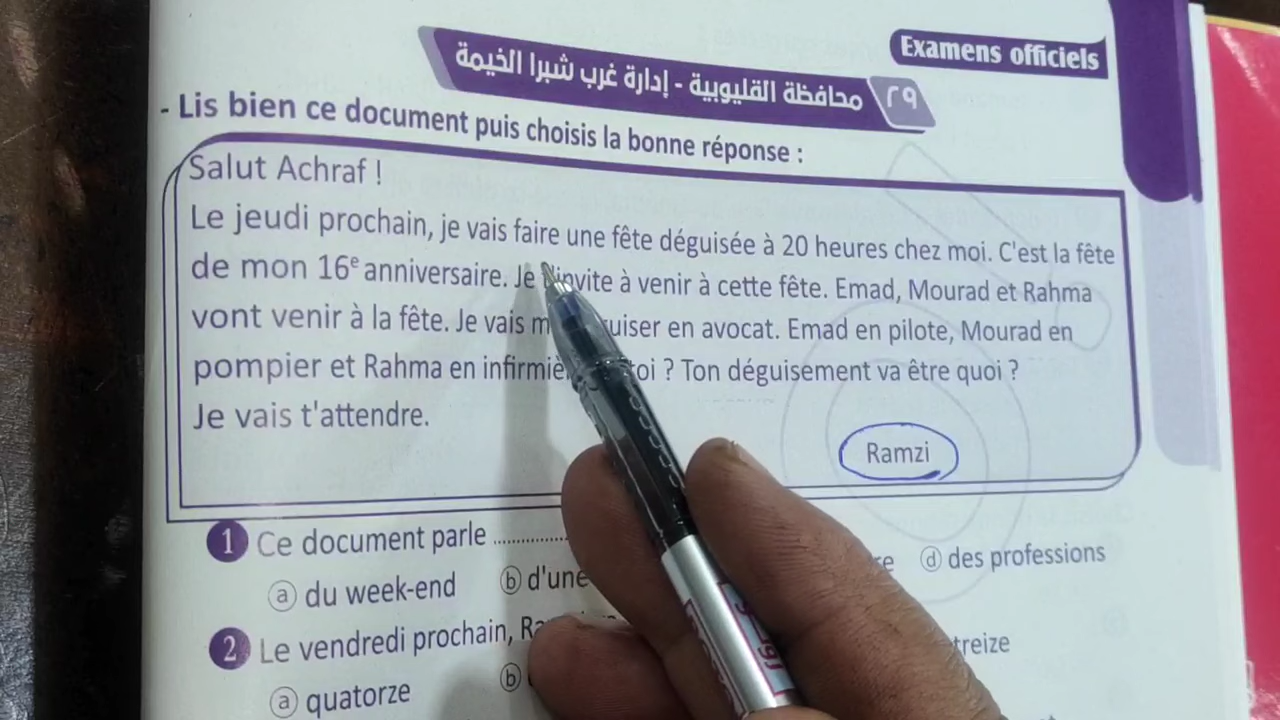 Examens officiels
٢٩ محافظة القليوبية - إدارة غرب شبرا الخيمة
- Lis bien ce document puis choisis la bonne réponse :
Salut Achraf !
Le jeudi prochain, je vais faire une fête déguisée à 20 heures chez moi. C'est la fête
de mon 16e anniversaire. Je t'invite à venir à cette fête. Emad, Mourad et Rahma
vont venir à la fête. Je vais en avocat. Emad en pilote, Mourad en
pompier et Rahma en toi ? Ton déguisement va être quoi ?
Je vais t'attendre.
Ramzi
1 Ce document parle ..............
a du week-end b d'une d des professions
2 Le vendredi prochain,
a quatorze b treize